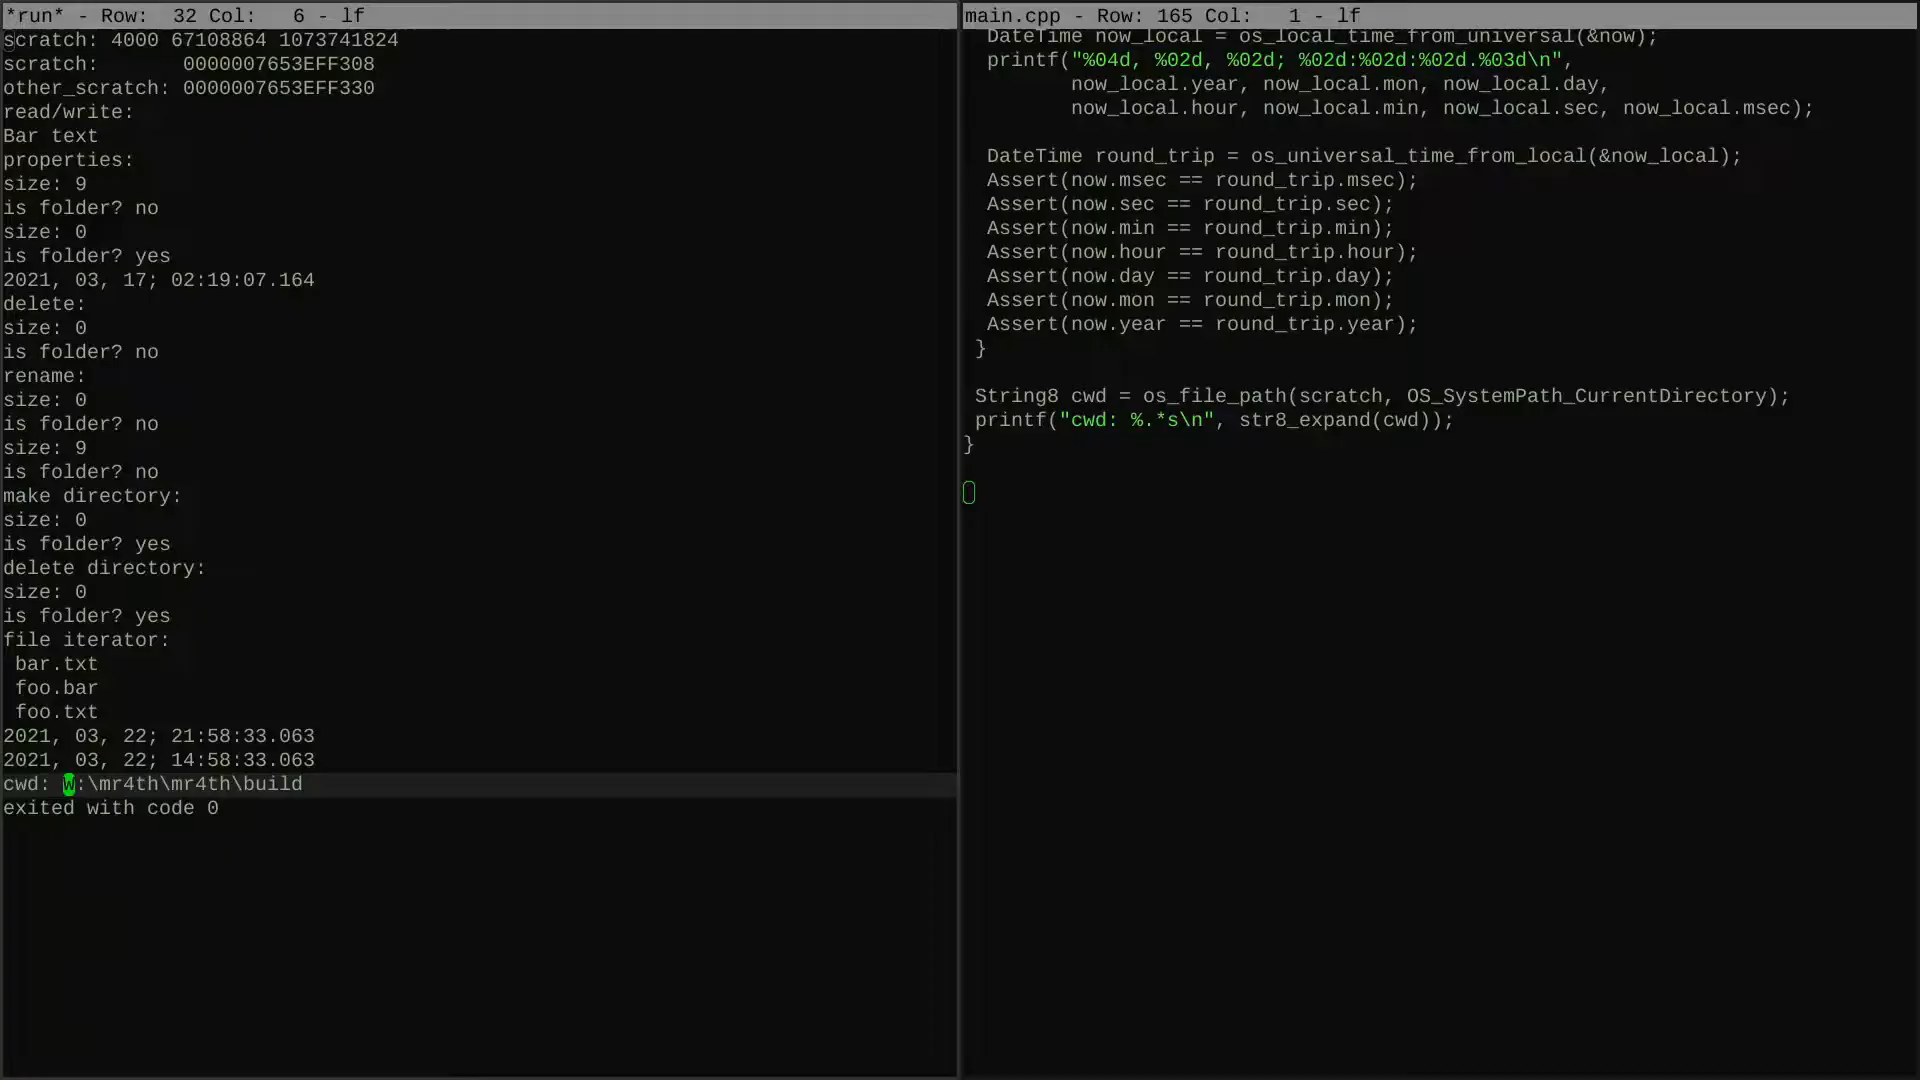 *run* - Row:  32 Col:   6 - lf
scratch: 4000 67108864 1073741824
scratch:       0000007653EFF308
other_scratch: 0000007653EFF330
read/write:
Bar text
properties:
size: 9
is folder? no
size: 0
is folder? yes
2021, 03, 17; 02:19:07.164
delete:
size: 0
is folder? no
rename:
size: 0
is folder? no
size: 9
is folder? no
make directory:
size: 0
is folder? yes
delete directory:
size: 0
is folder? yes
file iterator:
 bar.txt
 foo.bar
 foo.txt
2021, 03, 22; 21:58:33.063
2021, 03, 22; 14:58:33.063
cwd: W:\mr4th\mr4th\build
exited with code 0
main.cpp - Row: 165 Col:   1 - lf
  DateTime now_local = os_local_time_from_universal(&now);
  printf("%04d, %02d, %02d; %02d:%02d:%02d.%03d\n",
         now_local.year, now_local.mon, now_local.day,
         now_local.hour, now_local.min, now_local.sec, now_local.msec);
  DateTime round_trip = os_universal_time_from_local(&now_local);
  Assert(now.msec == round_trip.msec);
  Assert(now.sec == round_trip.sec);
  Assert(now.min == round_trip.min);
  Assert(now.hour == round_trip.hour);
  Assert(now.day == round_trip.day);
  Assert(now.mon == round_trip.mon);
  Assert(now.year == round_trip.year);
 }
 String8 cwd = os_file_path(scratch, OS_SystemPath_CurrentDirectory);
 printf("cwd: %.*s\n", str8_expand(cwd));
}